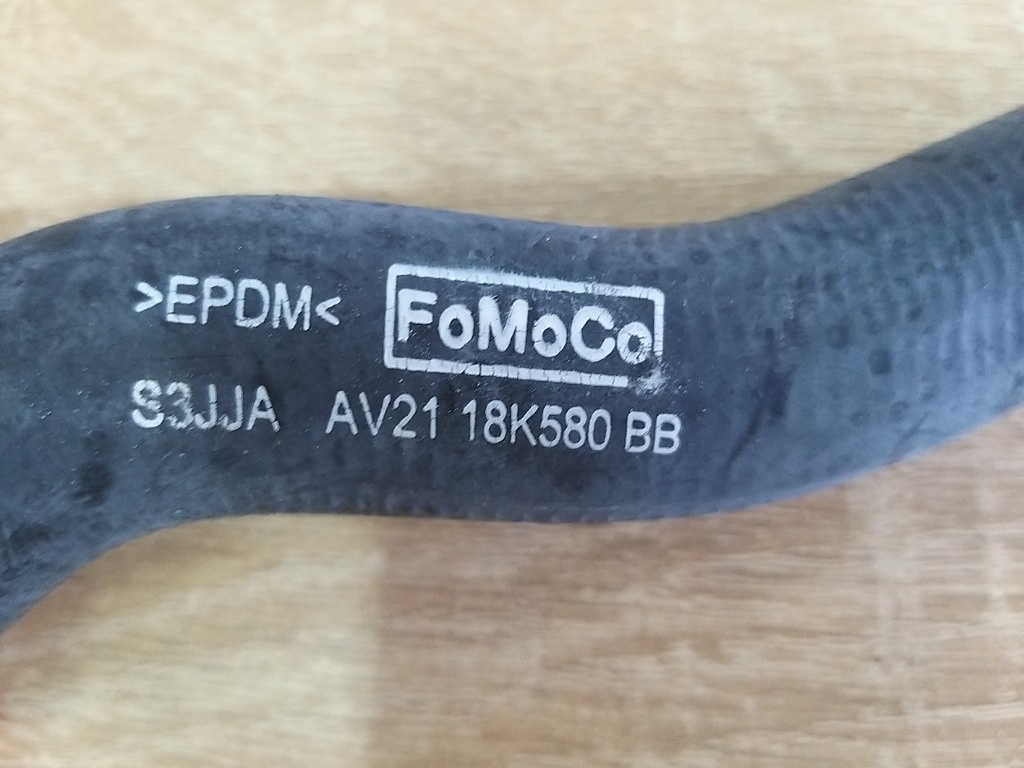 >EPDM< FoMoCo
S3JJA AV21 18K580 BB